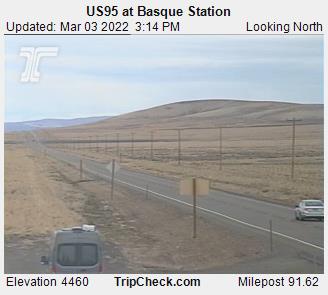 US95 at Basque Station
Updated: Mar 03 2022 3:14 PM Looking North
Elevation 4460 TripCheck.com Milepost 91.62